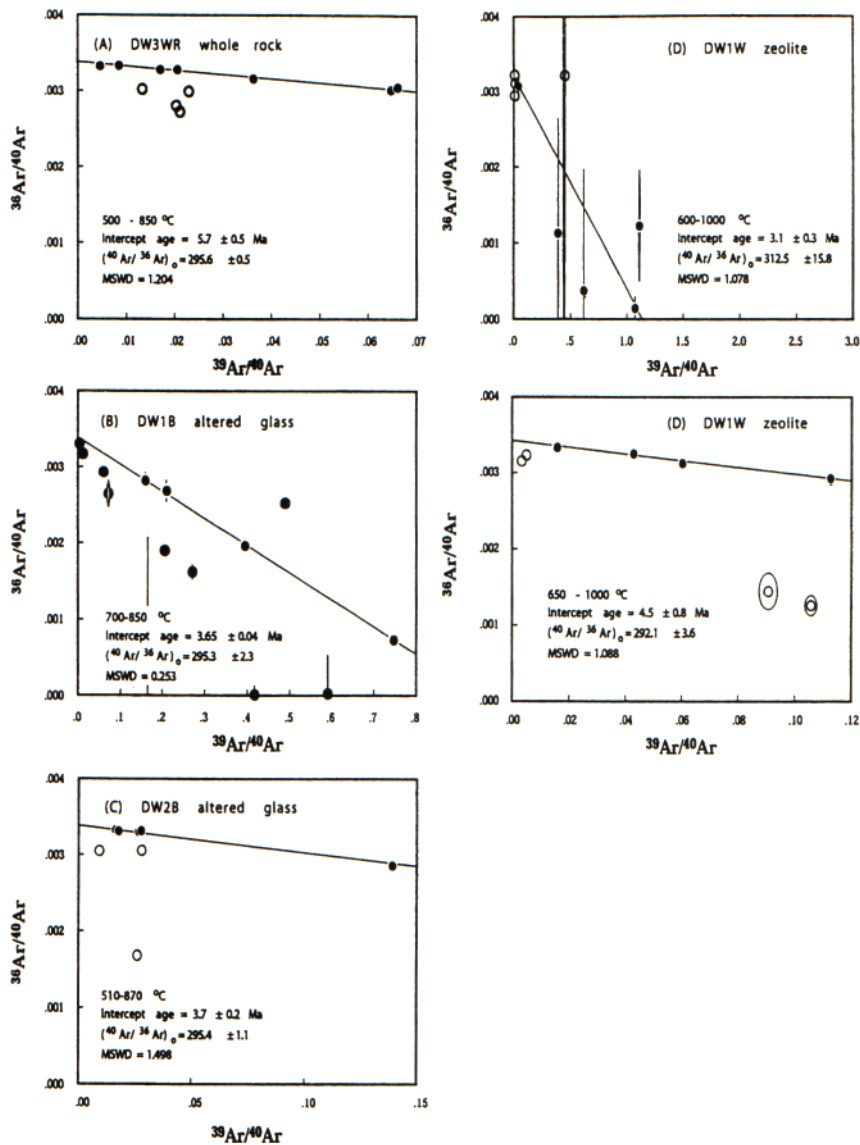 (A) DW3WR whole rock
.004
.003
.002
.001
.000
36Ar/40Ar
500 - 850 °C
Intercept age = 5.7 ± 0.5 Ma
(40Ar/ 36Ar)o = 295.6 ±0.5
MSWD = 1.204
.00 .01 .02 .03 .04 .05 .06 .07
39Ar/40Ar
(D) DW1W zeolite
.004
.003
.002
.001
.000
36Ar/40Ar
600-1000 °C
Intercept age = 3.1 ± 0.3 Ma
(40Ar/ 36Ar)o = 312.5 ±15.8
MSWD = 1.078
.0 .5 1.0 1.5 2.0 2.5 3.0
39Ar/40Ar
(B) DW1B altered glass
.004
.003
.002
.001
.000
36Ar/40Ar
700-850 °C
Intercept age = 3.65 ± 0.04 Ma
(40Ar/ 36Ar)o = 295.3 ±2.3
MSWD = 0.253
.0 .1 .2 .3 .4 .5 .6 .7 .8
39Ar/40Ar
(D) DW1W zeolite
.004
.003
.002
.001
.000
36Ar/40Ar
650 - 1000 °C
Intercept age = 4.5 ± 0.8 Ma
(40Ar/ 36Ar)o = 292.1 ±3.6
MSWD = 1.088
.00 .02 .04 .06 .08 .10 .12
39Ar/40Ar
(C) DW2B altered glass
.004
.003
.002
.001
.000
36Ar/40Ar
510-870 °C
Intercept age = 3.7 ± 0.2 Ma
(40Ar/ 36Ar)o = 295.4 ±1.1
MSWD = 1.498
.00 .05 .10 .15
39Ar/40Ar